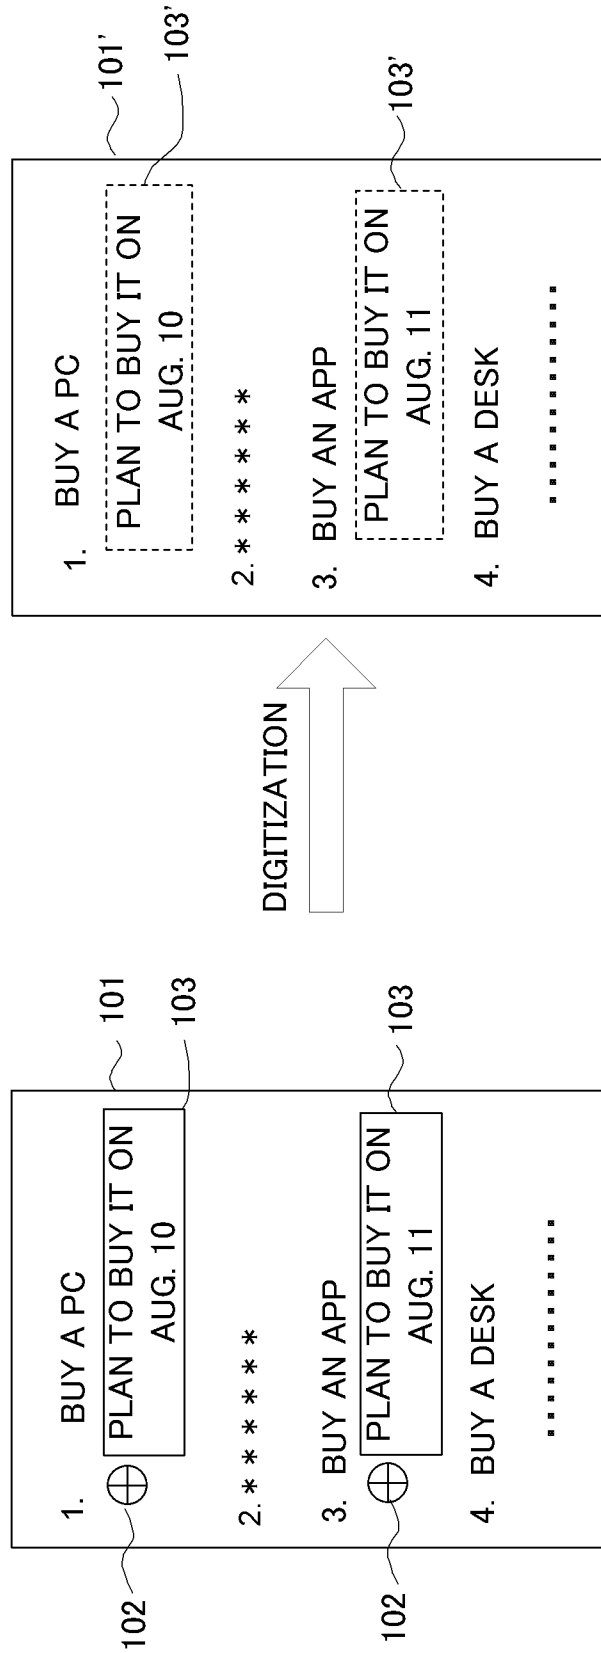 101
1. BUY A PC
102
PLAN TO BUY IT ON
AUG. 10
103
2. * * * * * * *
3. BUY AN APP
102
PLAN TO BUY IT ON
AUG. 11
103
4. BUY A DESK
DIGITIZATION
101'
1. BUY A PC
PLAN TO BUY IT ON
AUG. 10
103'
2. * * * * * * *
3. BUY AN APP
PLAN TO BUY IT ON
AUG. 11
103'
4. BUY A DESK